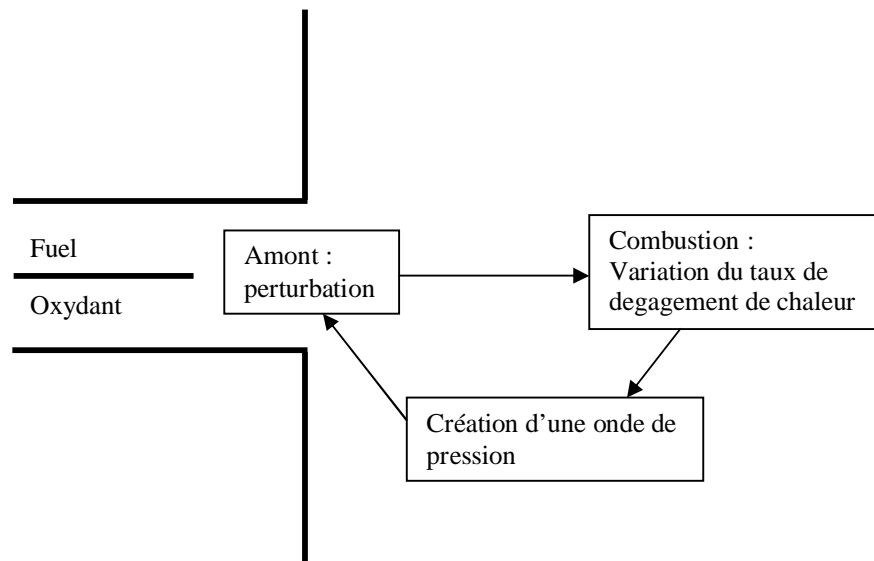 Fuel
Oxydant
Amont :
perturbation
Combustion :
Variation du taux de
degagement de chaleur
Création d’une onde de
pression